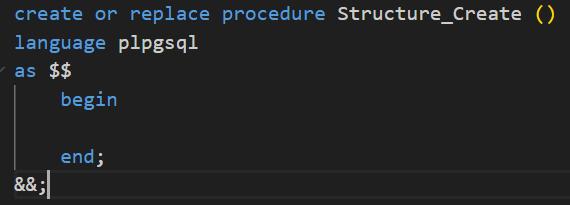 create or replace procedure Structure_Create ()
language plpgsql
as $$
    begin

    end;
&&;